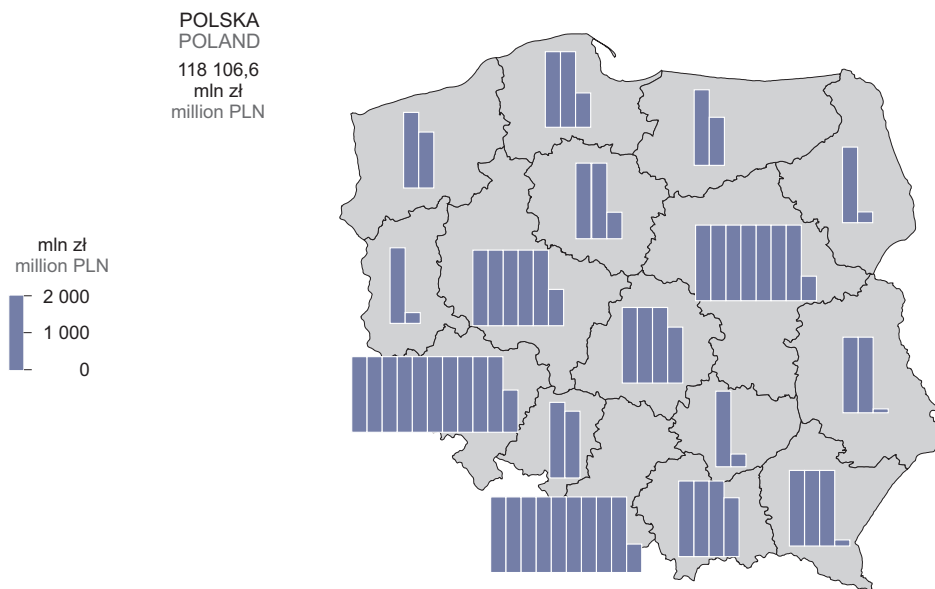 POLSKA
POLAND
118 106,6
mln zł
million PLN
mln zł
million PLN
2 000
1 000
0